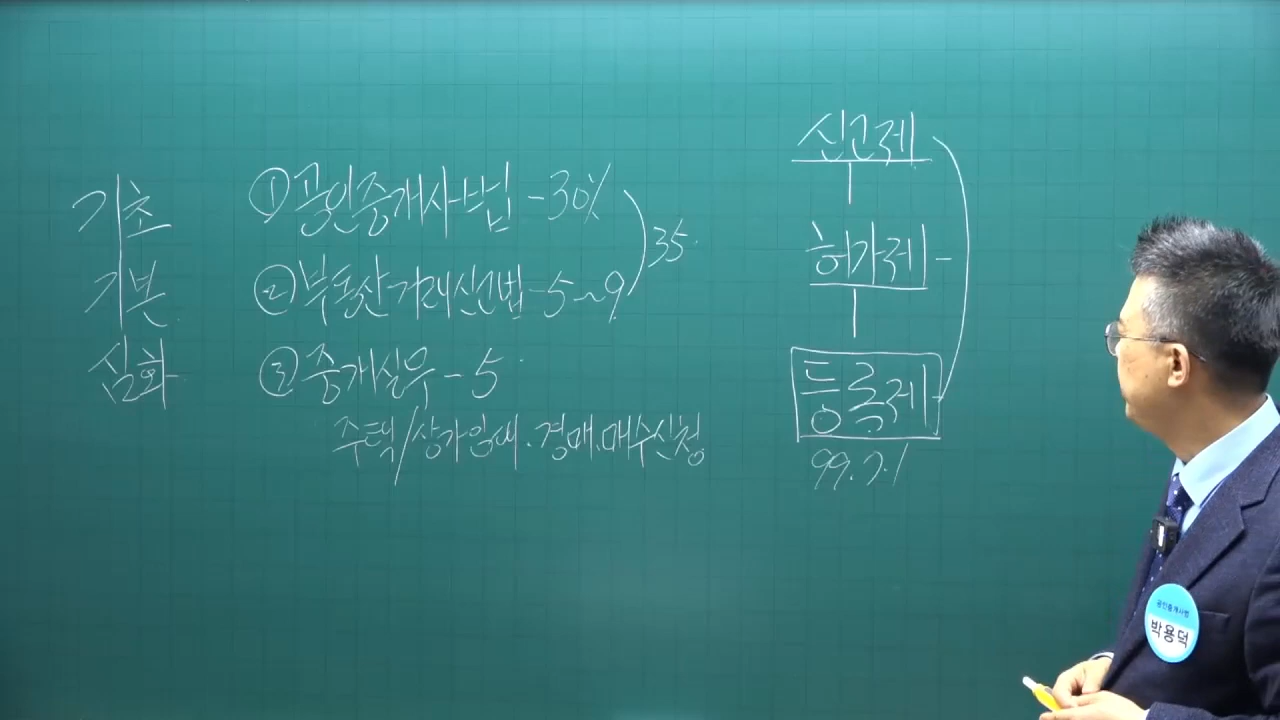 기초
기본
심화
①공인중개사법-30%
②부동산거래신고법-5~9
35
③중개실무-5
주택/상가임대.경매.매수신청
신고제
허가제
등록제
99.7.1
공인중개사법
박용덕